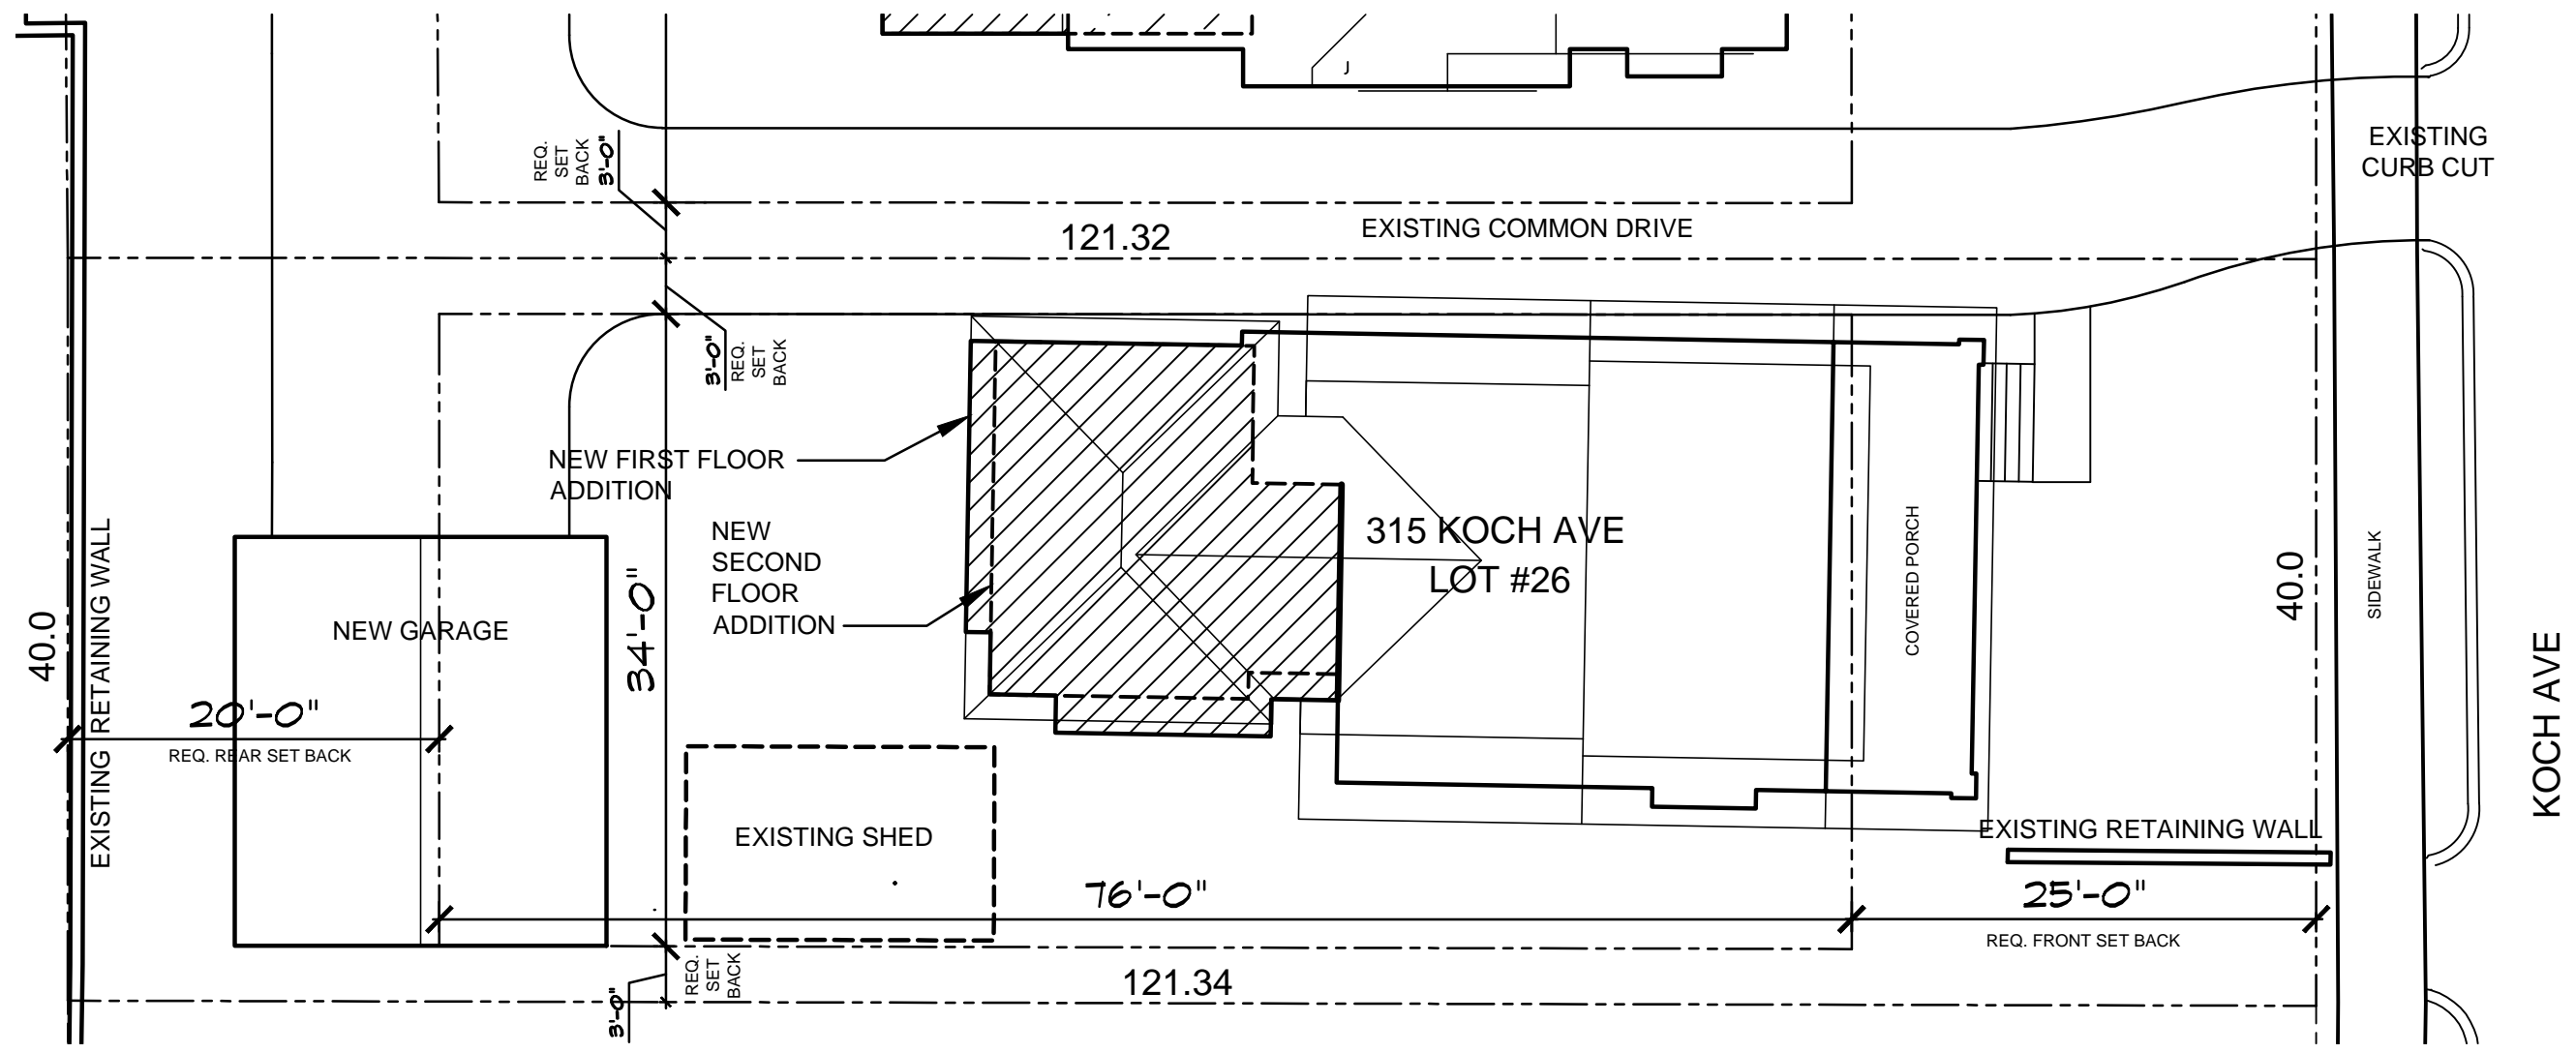 J
EXISTING
CURB CUT
REQ.
SET
BACK
3'-0"
121.32
EXISTING COMMON DRIVE
3'-0"
REQ.
SET
BACK
NEW FIRST FLOOR
ADDITION
NEW
SECOND
FLOOR
ADDITION
315 KOCH AVE
LOT #26
COVERED PORCH
40.0
SIDEWALK
KOCH AVE
40.0
EXISTING RETAINING WALL
NEW GARAGE
34'-0"
20'-0"
REQ. REAR SET BACK
EXISTING SHED
EXISTING RETAINING WALL
76'-0"
25'-0"
REQ. FRONT SET BACK
REQ.
SET
BACK
3'-0"
121.34